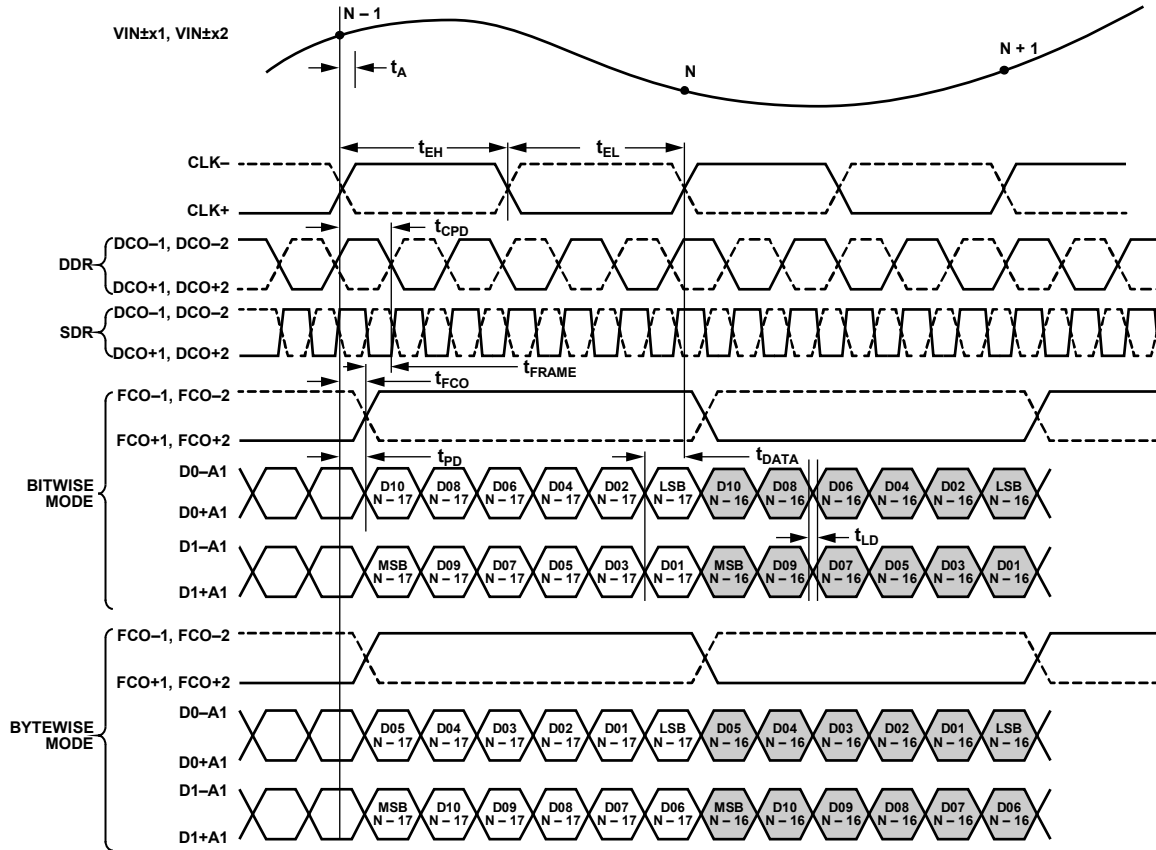 N – 1
VIN±x1, VIN±x2
tA
N
N + 1
tEH
tEL
CLK–
CLK+
tCPD
DDR
DCO–1, DCO–2
DCO+1, DCO+2
SDR
DCO–1, DCO–2
DCO+1, DCO+2
tFRAME
tFCO
FCO–1, FCO–2
FCO+1, FCO+2
tPD
tDATA
BITWISE
MODE
D0–A1
D0+A1
D10 D08 D06 D04 D02 LSB D10 D08 D06 D04 D02 LSB
N – 17 N – 17 N – 17 N – 17 N – 17 N – 17 N – 16 N – 16 N – 16 N – 16 N – 16 N – 16
tLD
D1–A1
D1+A1
MSB D09 D07 D05 D03 D01 MSB D09 D07 D05 D03 D01
N – 17 N – 17 N – 17 N – 17 N – 17 N – 17 N – 16 N – 16 N – 16 N – 16 N – 16 N – 16
FCO–1, FCO–2
FCO+1, FCO+2
BYTEWISE
MODE
D0–A1
D0+A1
D05 D04 D03 D02 D01 LSB D05 D04 D03 D02 D01 LSB
N – 17 N – 17 N – 17 N – 17 N – 17 N – 17 N – 16 N – 16 N – 16 N – 16 N – 16 N – 16
D1–A1
D1+A1
MSB D10 D09 D08 D07 D06 MSB D10 D09 D08 D07 D06
N – 17 N – 17 N – 17 N – 17 N – 17 N – 17 N – 16 N – 16 N – 16 N – 16 N – 16 N – 16